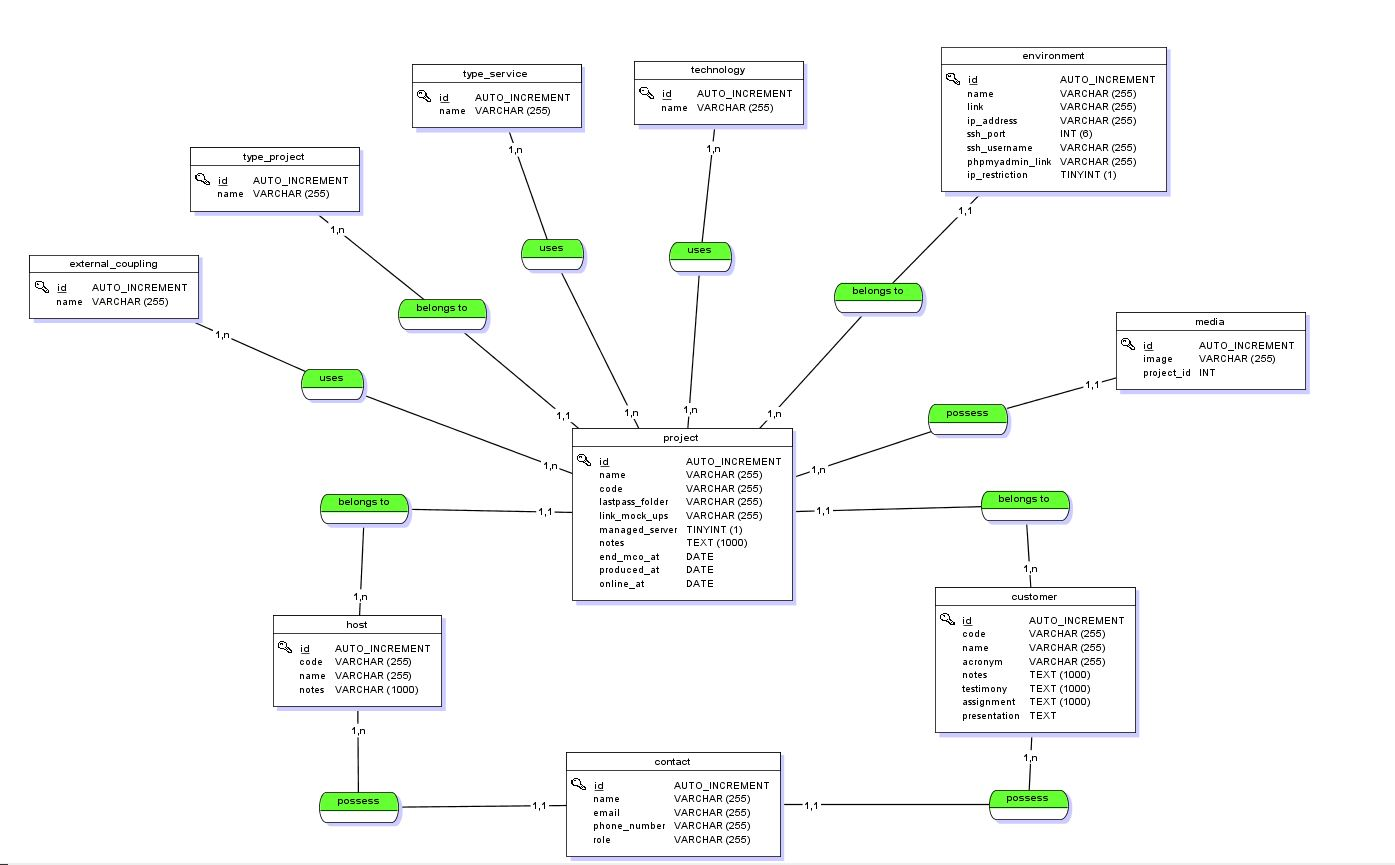 environment
id AUTO_INCREMENT
name VARCHAR (255)
link VARCHAR (255)
ip_address VARCHAR (255)
ssh_port INT (6)
ssh_username VARCHAR (255)
phpmyadmin_link VARCHAR (255)
ip_restriction TINYINT (1)
1,1
technology
id AUTO_INCREMENT
name VARCHAR (255)
1,n
type_service
id AUTO_INCREMENT
name VARCHAR (255)
1,n
type_project
id AUTO_INCREMENT
name VARCHAR (255)
1,n
external_coupling
id AUTO_INCREMENT
name VARCHAR (255)
1,n
uses
uses
belongs to
belongs to
uses
media
id AUTO_INCREMENT
image VARCHAR (255)
project_id INT
1,1
possess
1,1
1,n
1,n
1,n
1,n
1,n
project
id AUTO_INCREMENT
name VARCHAR (255)
code VARCHAR (255)
lastpass_folder VARCHAR (255)
link_mock_ups VARCHAR (255)
managed_server TINYINT (1)
notes TEXT (1000)
end_mco_at DATE
produced_at DATE
online_at DATE
belongs to
1,1
1,1
belongs to
1,n
1,n
host
id AUTO_INCREMENT
code VARCHAR (255)
name VARCHAR (255)
notes VARCHAR (1000)
1,n
customer
id AUTO_INCREMENT
code VARCHAR (255)
name VARCHAR (255)
acronym VARCHAR (255)
notes TEXT (1000)
testimony TEXT (1000)
assignment TEXT (1000)
presentation TEXT
1,n
possess
1,1
contact
id AUTO_INCREMENT
name VARCHAR (255)
email VARCHAR (255)
phone_number VARCHAR (255)
role VARCHAR (255)
1,1
possess